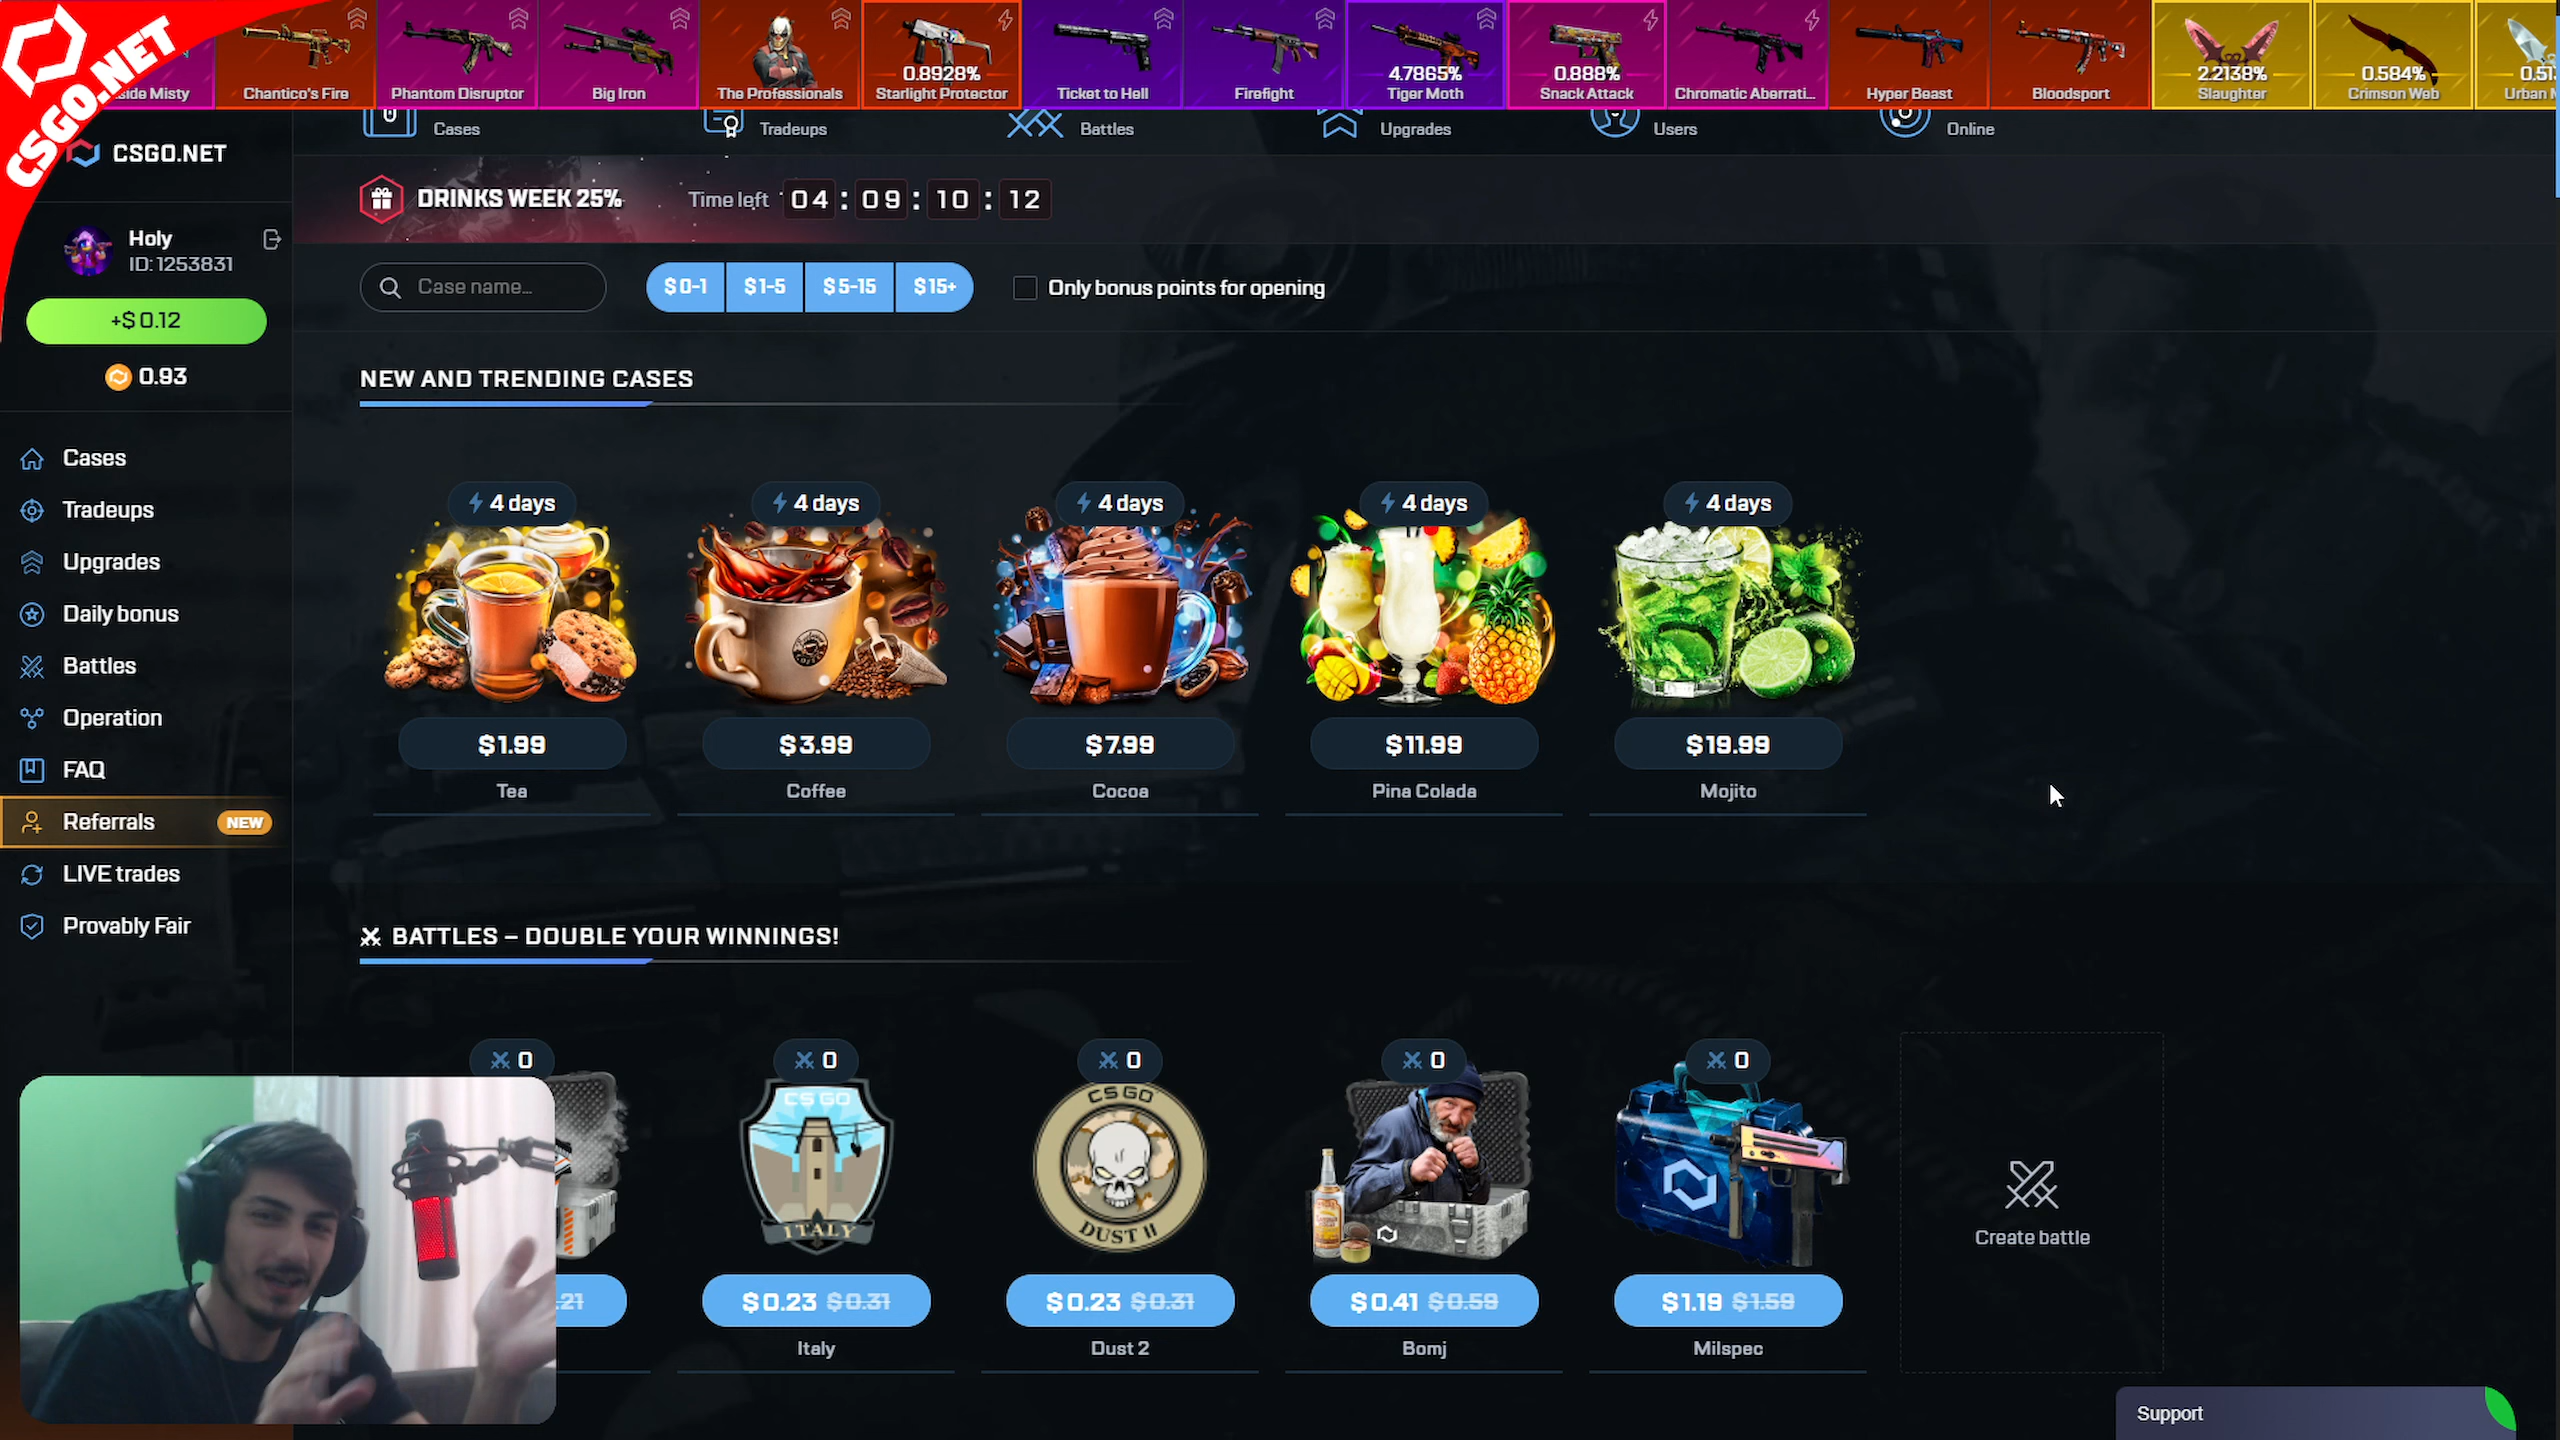 CSGO.NET
side Misty
Chantico's Fire
Phantom Disruptor
Big Iron
The Professionals
0.8928%
Starlight Protector
Ticket to Hell
Firefight
4.7865%
Tiger Moth
0.888%
Snack Attack
Chromatic Aberrati...
Hyper Beast
Bloodsport
2.2138%
Slaughter
0.584%
Crimson Web
0.51
Urban M
Cases
Tradeups
Battles
Upgrades
Users
Online
CSGO.NET
DRINKS WEEK 25%
Time left
04 : 09 : 10 : 12
Holy
ID: 1253831
+$ 0.12
0.93
Case name...
$ 0-1
$ 1-5
$ 5-15
$ 15+
Only bonus points for opening
NEW AND TRENDING CASES
Cases
Tradeups
Upgrades
Daily bonus
Battles
Operation
FAQ
Referrals
NEW
LIVE trades
Provably Fair
4 days
4 days
4 days
4 days
4 days
$ 1.99
$ 3.99
$ 7.99
$ 11.99
$ 19.99
Tea
Coffee
Cocoa
Pina Colada
Mojito
BATTLES – DOUBLE YOUR WINNINGS!
0
0
0
0
0
CS GO
ITALY
CS GO
DUST II
Create battle
.21
$ 0.23 $ 0.31
$ 0.23 $ 0.31
$ 0.41 $ 0.59
$ 1.19 $ 1.59
Italy
Dust 2
Bomj
Milspec
Support